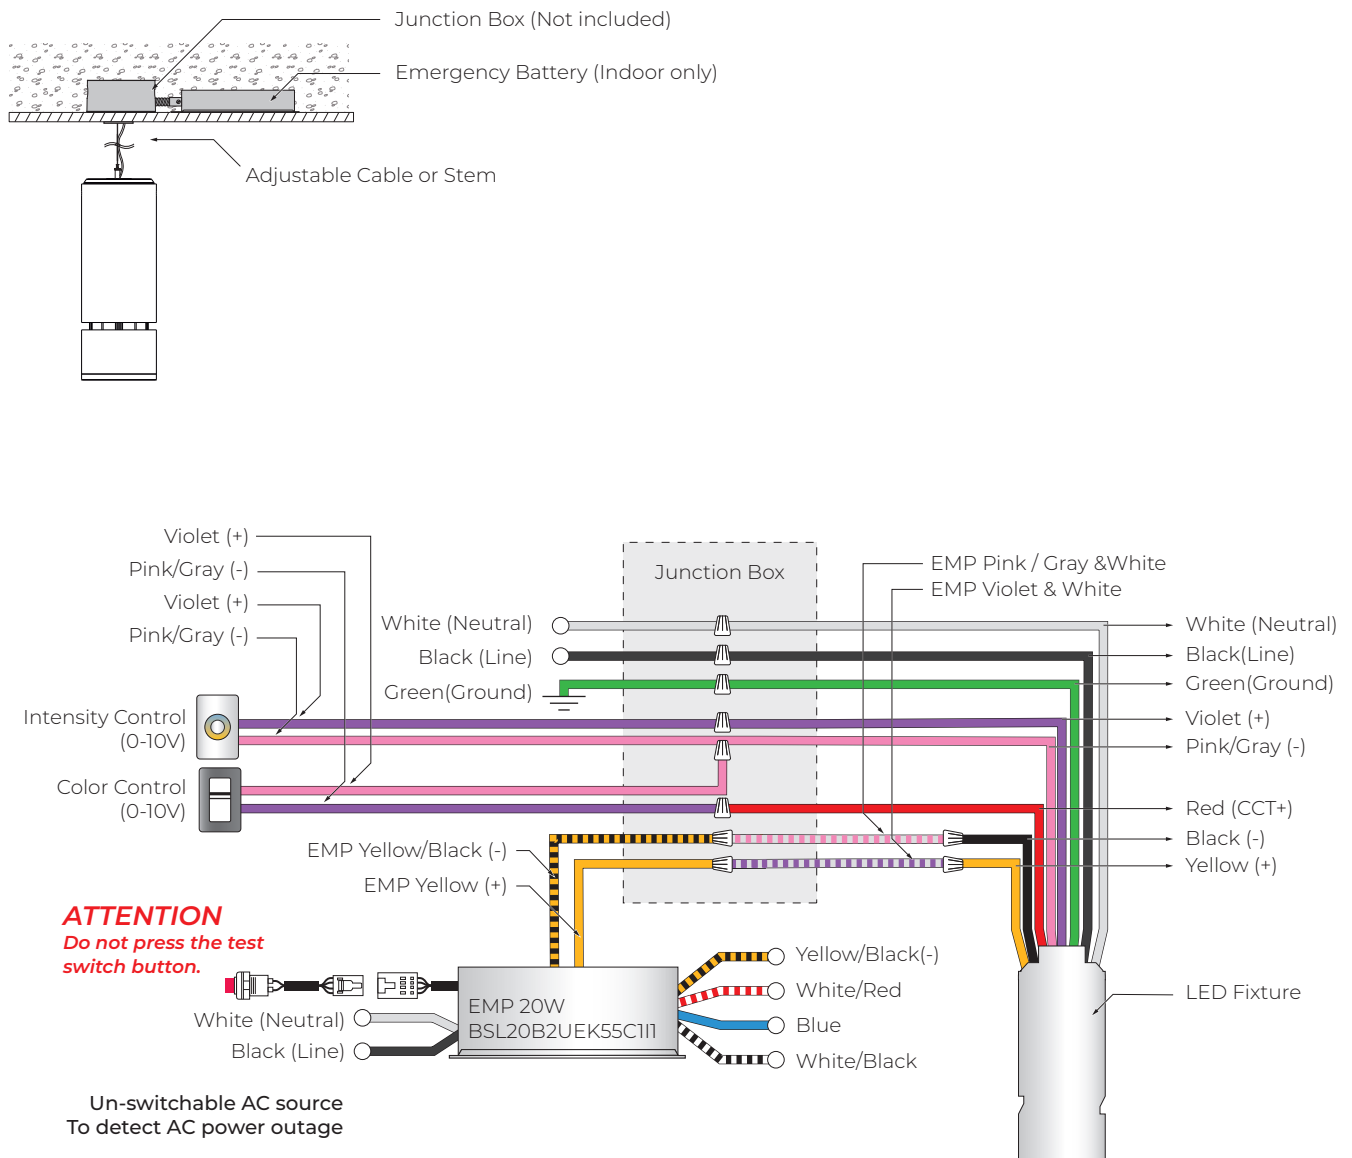 Junction Box (Not included)
Emergency Battery (Indoor only)
Adjustable Cable or Stem
Violet (+)
Pink/Gray (-)
Violet (+)
Pink/Gray (-)
Junction Box
EMP Pink / Gray &White
EMP Violet & White
White (Neutral)
Black (Line)
Green(Ground)
White (Neutral)
Black(Line)
Green(Ground)
Violet (+)
Pink/Gray (-)
Intensity Control
(0-10V)
Color Control
(0-10V)
Red (CCT+)
Black (-)
Yellow (+)
EMP Yellow/Black (-)
EMP Yellow (+)
ATTENTION
Do not press the test
switch button.
Yellow/Black(-)
White/Red
Blue
White/Black
EMP 20W
BSL20B2UEK55C1I1
LED Fixture
White (Neutral)
Black (Line)
Un-switchable AC source
To detect AC power outage